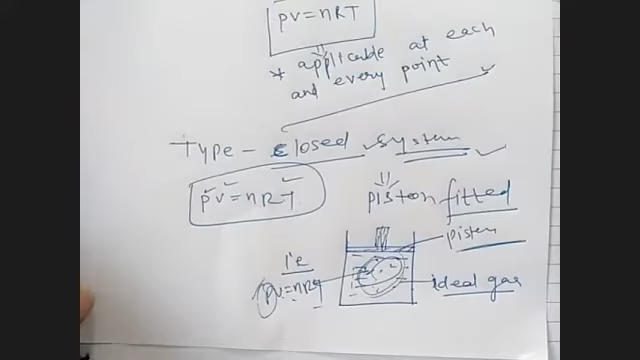 PV = nRT
* applicable at each
and every point
Type - closed system
PV = nRT
piston fitted
piston
i.e
PV = nRT
ideal gas